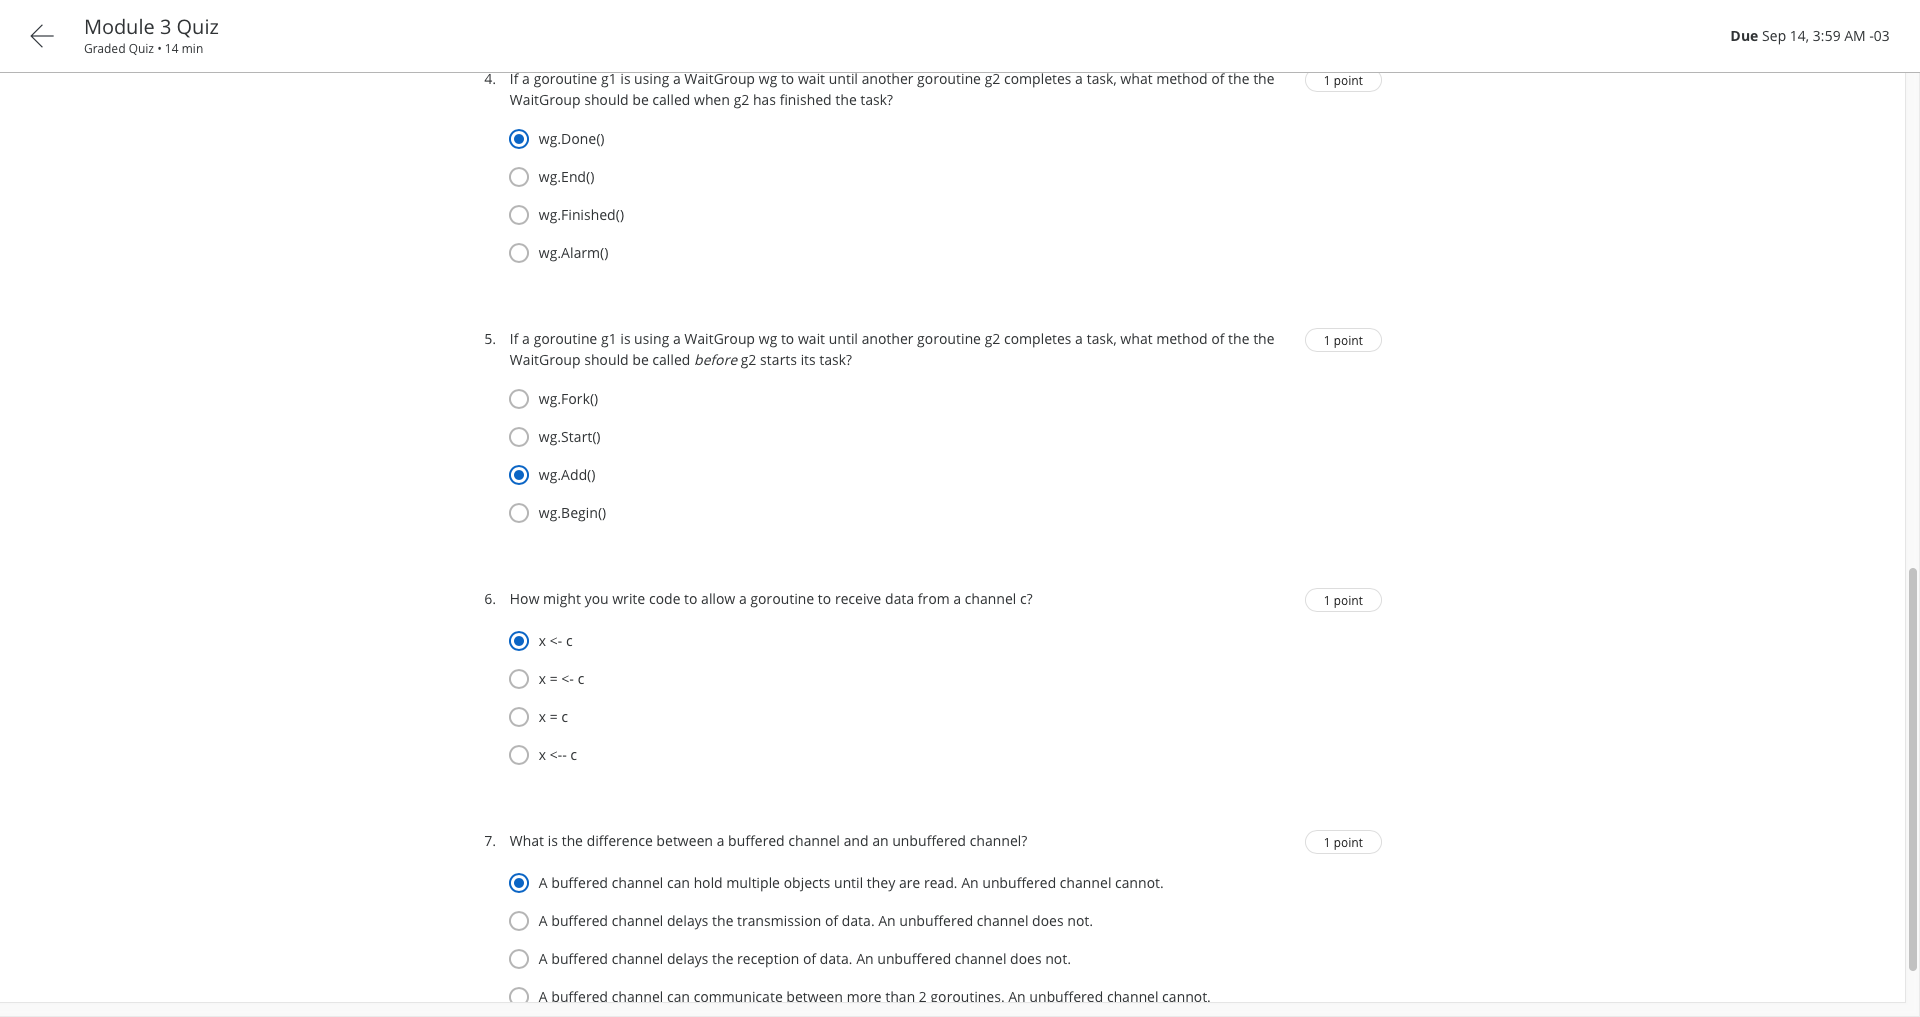 Module 3 Quiz
Graded Quiz • 14 min
Due Sep 14, 3:59 AM -03
4. If a goroutine g1 is using a WaitGroup wg to wait until another goroutine g2 completes a task, what method of the the
WaitGroup should be called when g2 has finished the task?
1 point
wg.Done()
wg.End()
wg.Finished()
wg.Alarm()
5. If a goroutine g1 is using a WaitGroup wg to wait until another goroutine g2 completes a task, what method of the the
WaitGroup should be called before g2 starts its task?
1 point
wg.Fork()
wg.Start()
wg.Add()
wg.Begin()
6. How might you write code to allow a goroutine to receive data from a channel c?
1 point
x <- c
x = <- c
x = c
x <-- c
7. What is the difference between a buffered channel and an unbuffered channel?
1 point
A buffered channel can hold multiple objects until they are read. An unbuffered channel cannot.
A buffered channel delays the transmission of data. An unbuffered channel does not.
A buffered channel delays the reception of data. An unbuffered channel does not.
A buffered channel can communicate between more than 2 goroutines. An unbuffered channel cannot.